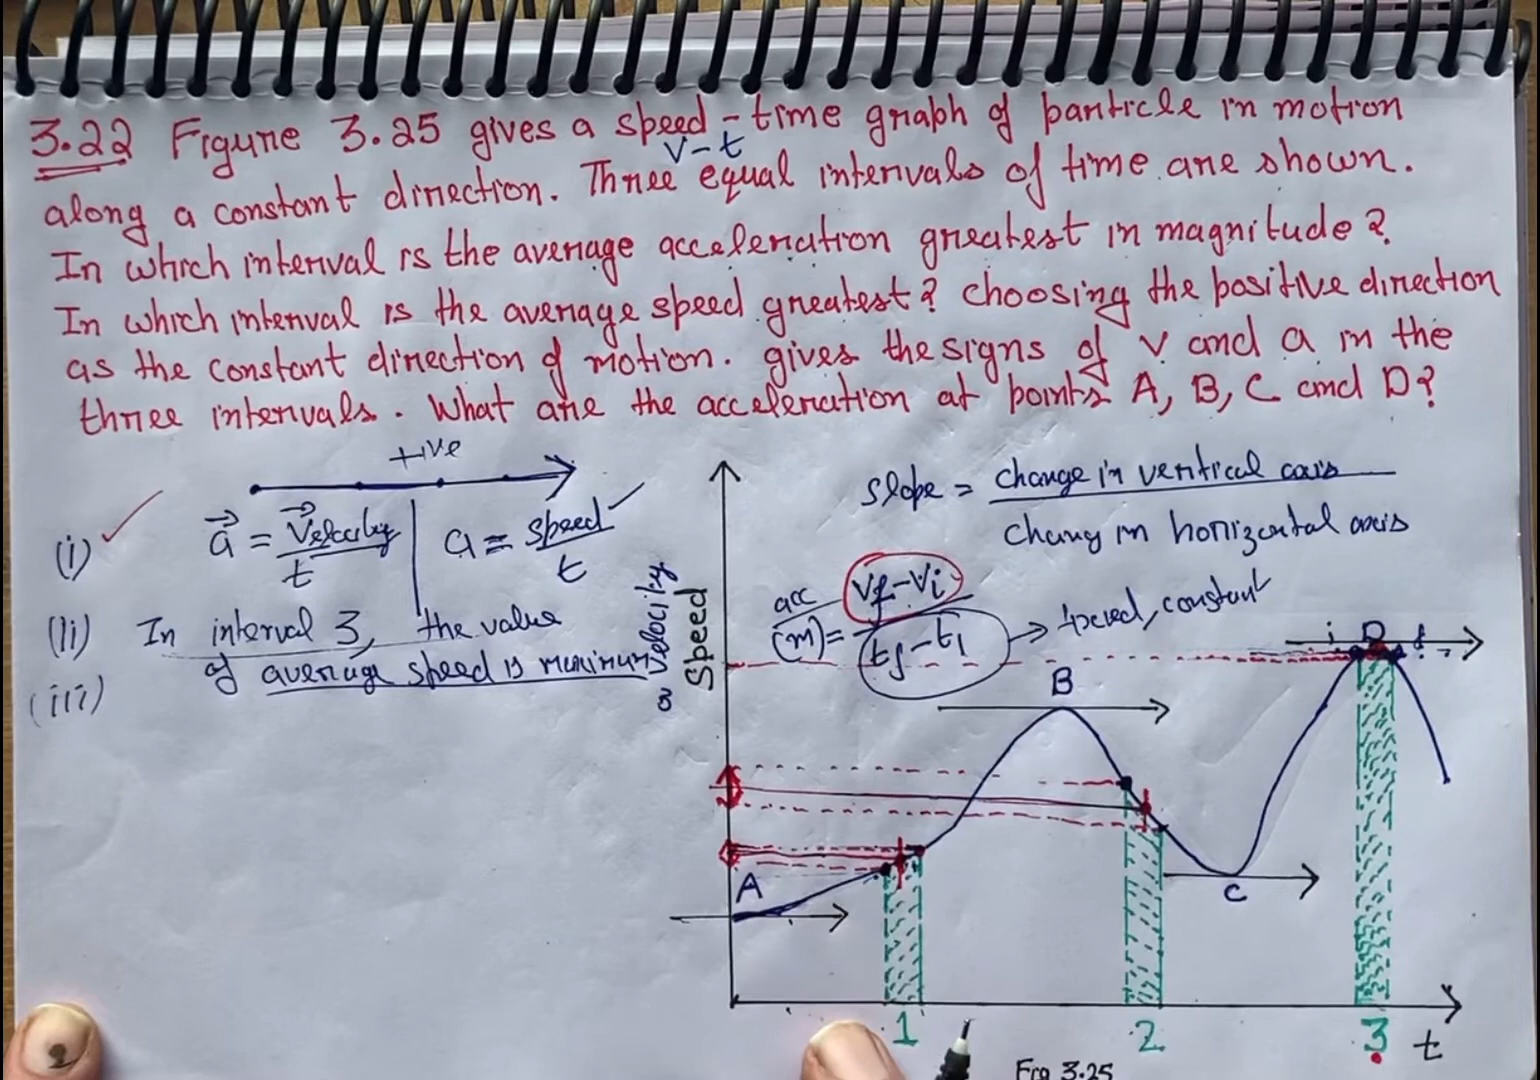 3.22 Figure 3.25 gives a speed-time graph of particle in motion
v-t
along a constant direction. Three equal intervals of time are shown.
In which interval is the average acceleration greatest in magnitude?
In which interval is the average speed greatest? choosing the positive direction
as the constant direction of motion. gives the signs of v and a in the
three intervals. What are the acceleration at points A, B, C and D?
+ive
(i) a = Velocity / t
a = speed / t
slope = change in vertical axis
chang in horizontal axis
(ii) In interval 3, the value
of average speed is
(iii)
Velocity
Speed
acc (m) = vf-vi
tf-ti → constant
A
B
C
D
i
f
1 2 3 t
Fig 3.25